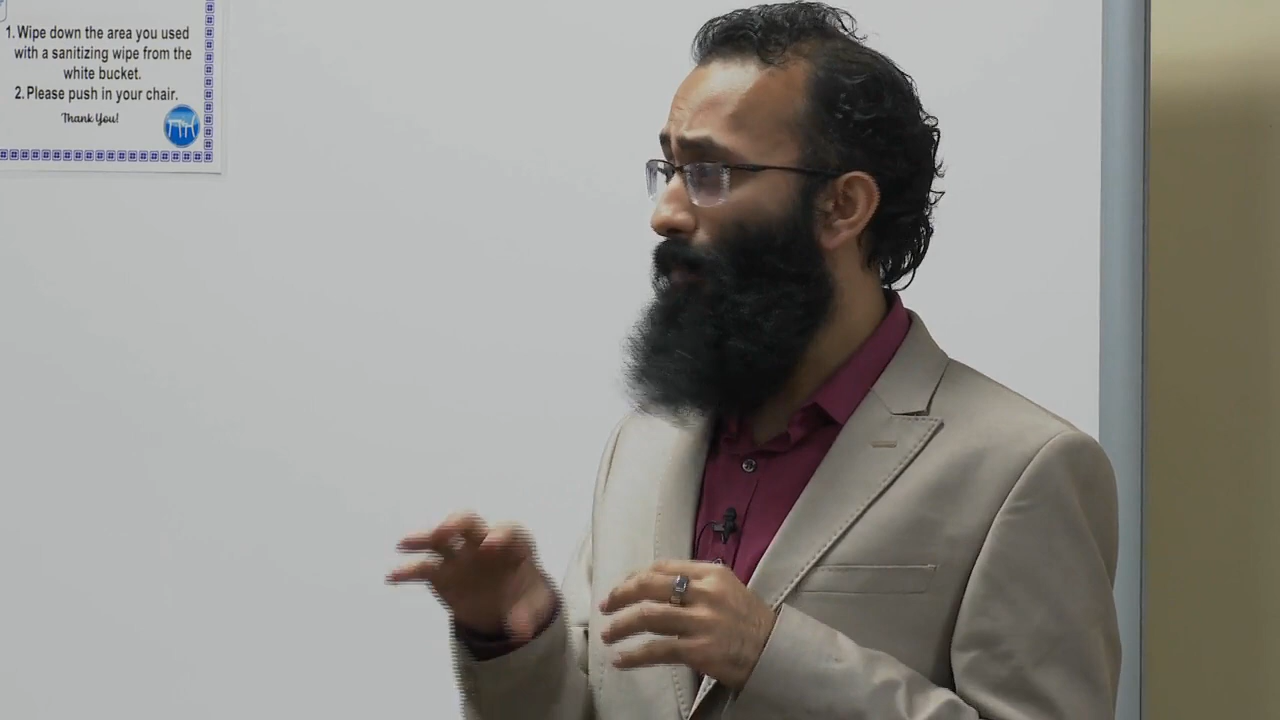 1. Wipe down the area you used
with a sanitizing wipe from the
white bucket.
2. Please push in your chair.
Thank You!